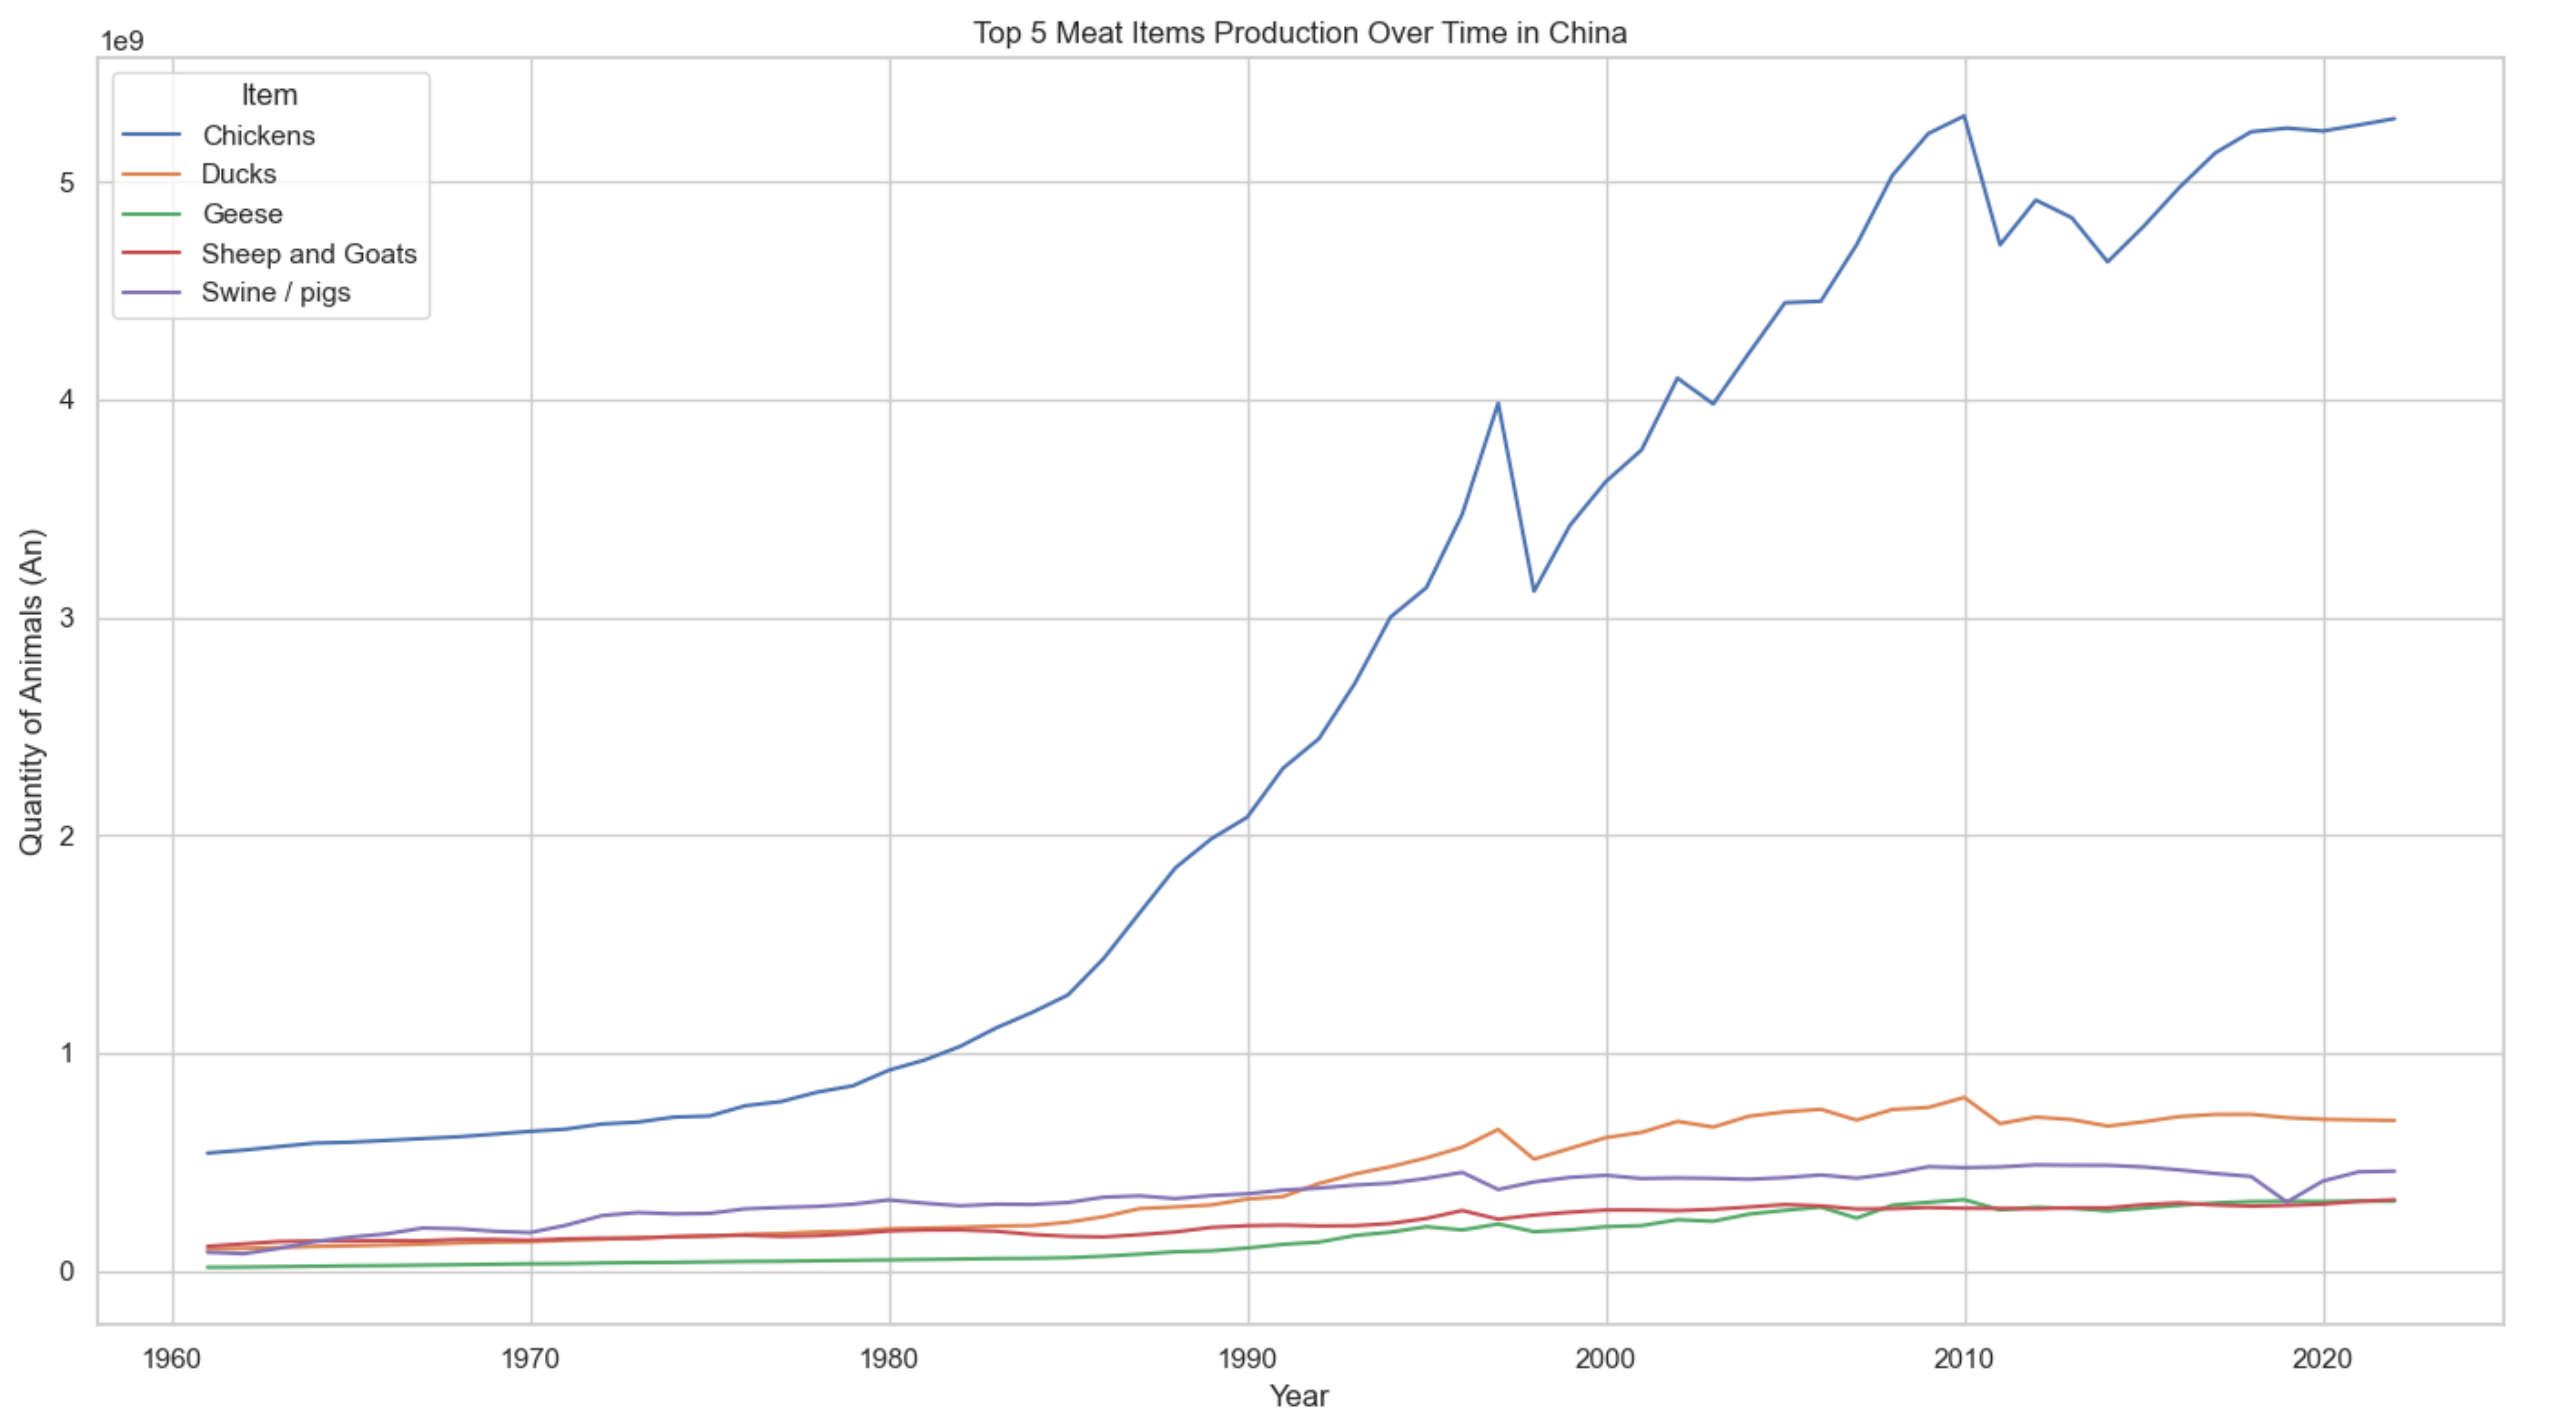 Top 5 Meat Items Production Over Time in China
1e9
Item
Chickens
Ducks
Geese
Sheep and Goats
Swine / pigs
5
4
3
2
1
0
Quantity of Animals (An)
1960 1970 1980 1990 2000 2010 2020
Year